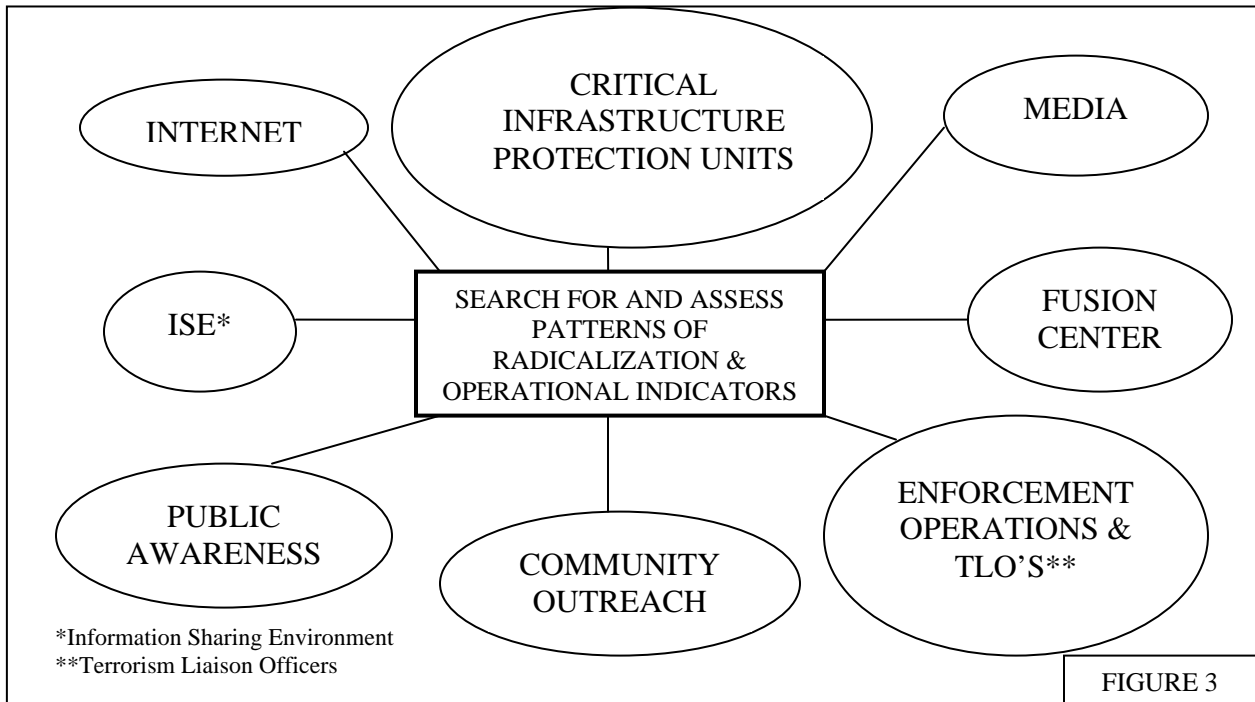 CRITICAL
INFRASTRUCTURE
PROTECTION UNITS
INTERNET
MEDIA
ISE*
SEARCH FOR AND ASSESS
PATTERNS OF
RADICALIZATION &
OPERATIONAL INDICATORS
FUSION
CENTER
PUBLIC
AWARENESS
COMMUNITY
OUTREACH
ENFORCEMENT
OPERATIONS &
TLO'S**
*Information Sharing Environment
**Terrorism Liaison Officers
FIGURE 3